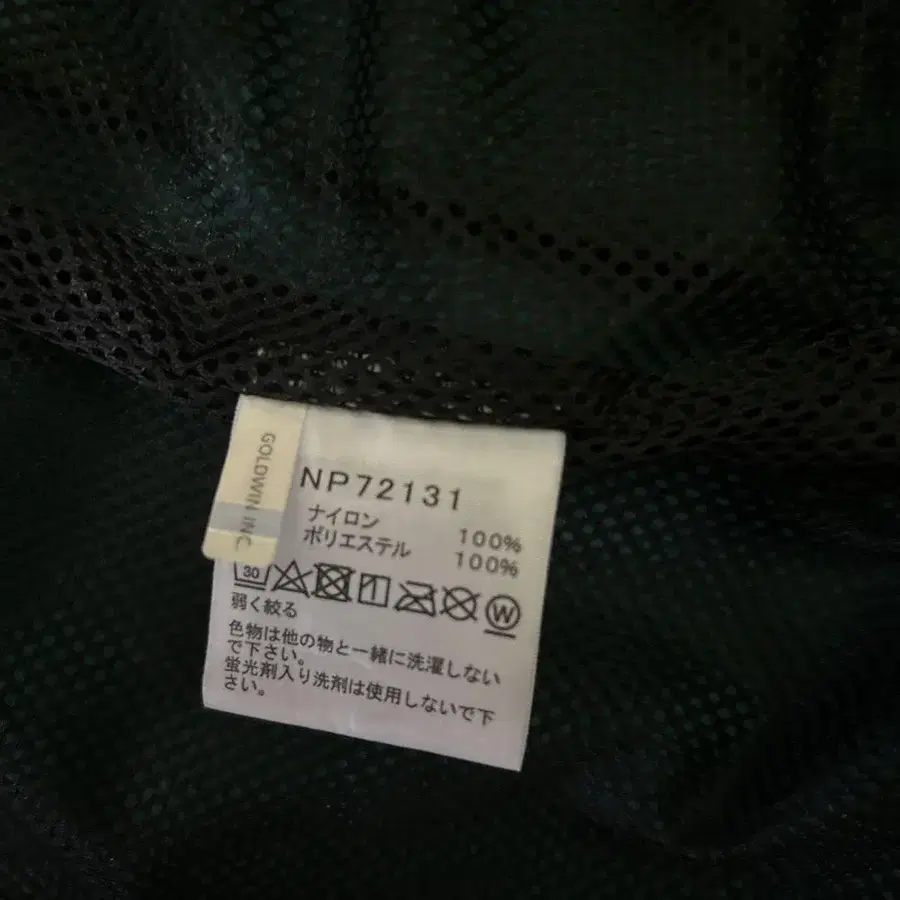 GOLDWIN INC.
NP72131
ナイロン 100%
ポリエステル 100%
30
W
弱く絞る
色物は他の物と一緒に洗濯しない
で下さい。
蛍光剤入り洗剤は使用しないで下
さい。